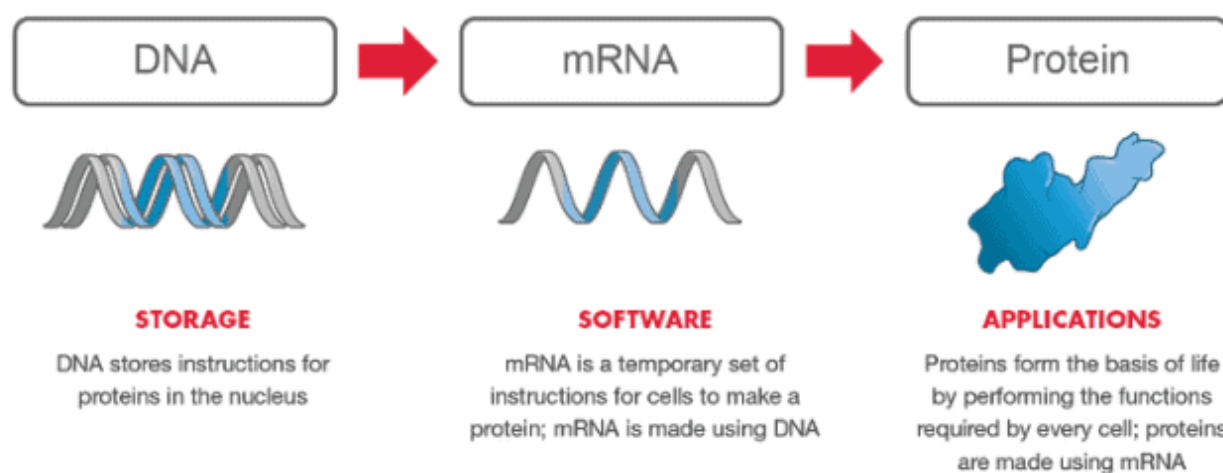 DNA
mRNA
Protein
STORAGE
DNA stores instructions for
proteins in the nucleus
SOFTWARE
mRNA is a temporary set of
instructions for cells to make a
protein; mRNA is made using DNA
APPLICATIONS
Proteins form the basis of life
by performing the functions
required by every cell; proteins
are made using mRNA